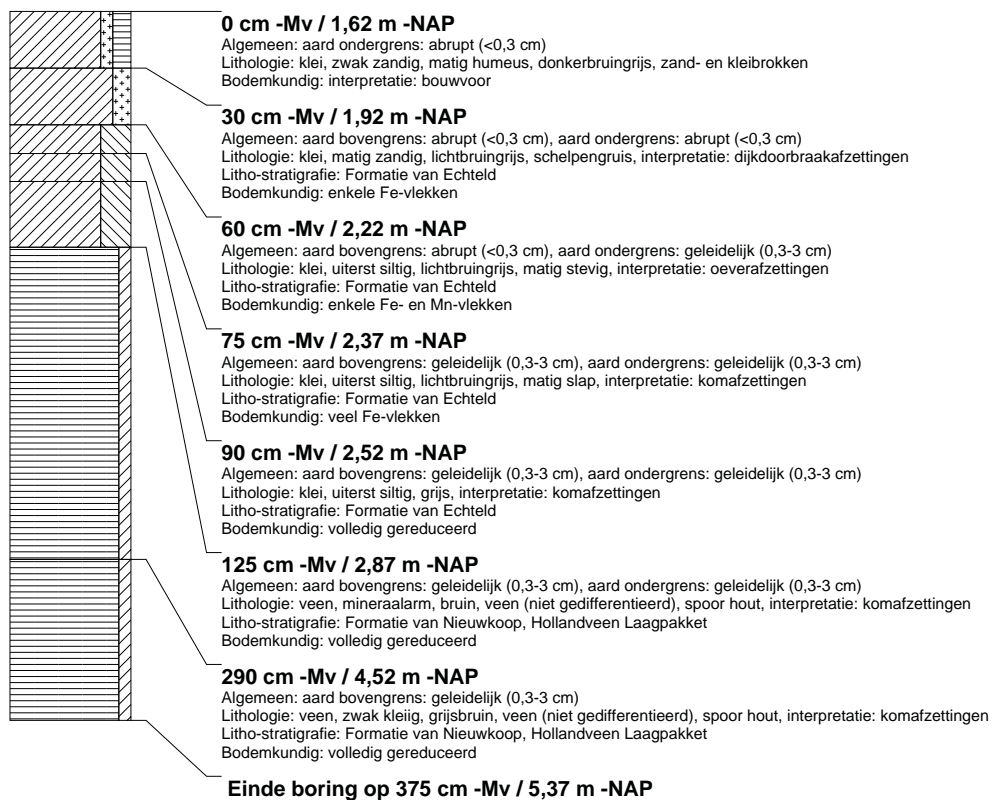 0 cm -Mv / 1,62 m -NAP
Algemeen: aard ondergrens: abrupt (<0,3 cm)
Lithologie: klei, zwak zandig, matig humeus, donkerbruingrijs, zand- en kleibrokken
Bodemkundig: interpretatie: bouwvoor
30 cm -Mv / 1,92 m -NAP
Algemeen: aard bovengrens: abrupt (<0,3 cm), aard ondergrens: abrupt (<0,3 cm)
Lithologie: klei, matig zandig, lichtbruingrijs, schelpengruis, interpretatie: dijkdoorbraakafzettingen
Litho-stratigrafie: Formatie van Echteld
Bodemkundig: enkele Fe-vlekken
60 cm -Mv / 2,22 m -NAP
Algemeen: aard bovengrens: abrupt (<0,3 cm), aard ondergrens: geleidelijk (0,3-3 cm)
Lithologie: klei, uiterst siltig, lichtbruingrijs, matig stevig, interpretatie: oeverafzettingen
Litho-stratigrafie: Formatie van Echteld
Bodemkundig: enkele Fe- en Mn-vlekken
75 cm -Mv / 2,37 m -NAP
Algemeen: aard bovengrens: geleidelijk (0,3-3 cm), aard ondergrens: geleidelijk (0,3-3 cm)
Lithologie: klei, uiterst siltig, lichtbruingrijs, matig slap, interpretatie: komafzettingen
Litho-stratigrafie: Formatie van Echteld
Bodemkundig: veel Fe-vlekken
90 cm -Mv / 2,52 m -NAP
Algemeen: aard bovengrens: geleidelijk (0,3-3 cm), aard ondergrens: geleidelijk (0,3-3 cm)
Lithologie: klei, uiterst siltig, grijs, interpretatie: komafzettingen
Litho-stratigrafie: Formatie van Echteld
Bodemkundig: volledig gereduceerd
125 cm -Mv / 2,87 m -NAP
Algemeen: aard bovengrens: geleidelijk (0,3-3 cm), aard ondergrens: geleidelijk (0,3-3 cm)
Lithologie: veen, mineraalarm, bruin, veen (niet gedifferentieerd), spoor hout, interpretatie: komafzettingen
Litho-stratigrafie: Formatie van Nieuwkoop, Hollandveen Laagpakket
Bodemkundig: volledig gereduceerd
290 cm -Mv / 4,52 m -NAP
Algemeen: aard bovengrens: geleidelijk (0,3-3 cm)
Lithologie: veen, zwak kleiig, grijsbruin, veen (niet gedifferentieerd), spoor hout, interpretatie: komafzettingen
Litho-stratigrafie: Formatie van Nieuwkoop, Hollandveen Laagpakket
Bodemkundig: volledig gereduceerd
Einde boring op 375 cm -Mv / 5,37 m -NAP